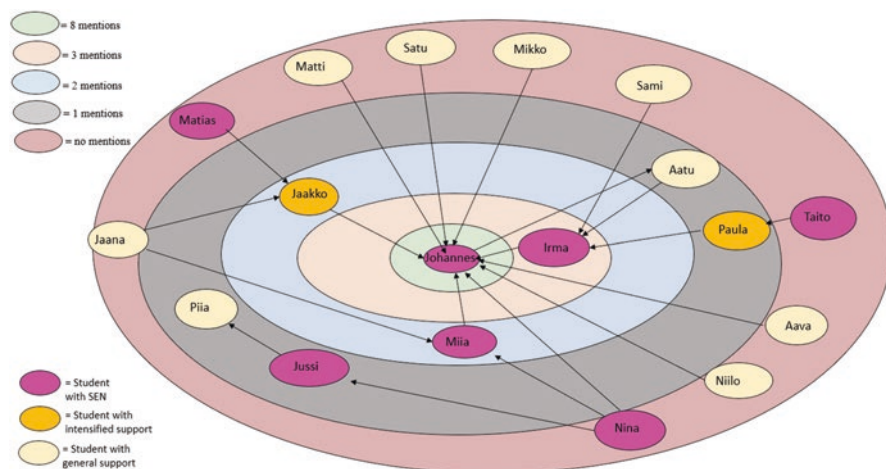 = 8 mentions
= 3 mentions
= 2 mentions
= 1 mentions
= no mentions
Satu
Mikko
Matti
Sami
Matias
Aatu
Jaakko
Taito
Paula
Jaana
Irma
Johannes
Piia
Aava
Miia
Jussi
Niilo
Nina
= Student
with SEN
= Student with
intensified support
= Student with
general support